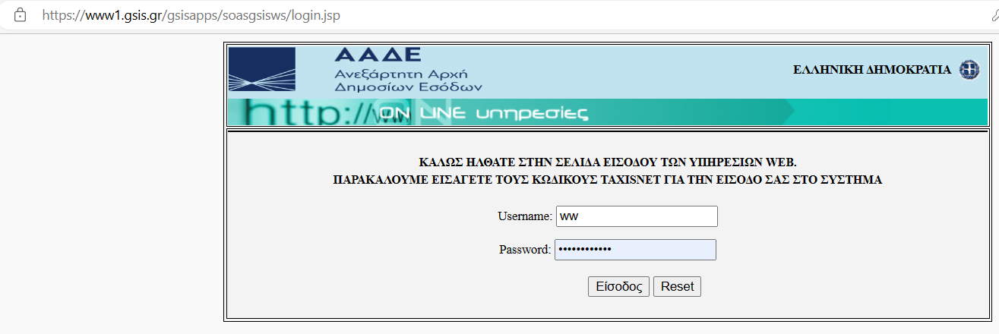 https://www1.gsis.gr/gsisapps/soasgsisws/login.jsp
ΑΑΔΕ
Ανεξάρτητη Αρχή
Δημοσίων Εσόδων
ΕΛΛΗΝΙΚΗ ΔΗΜΟΚΡΑΤΙΑ
http://www ON LINE υπηρεσίες
ΚΑΛΩΣ ΗΛΘΑΤΕ ΣΤΗΝ ΣΕΛΙΔΑ ΕΙΣΟΔΟΥ ΤΩΝ ΥΠΗΡΕΣΙΩΝ WEB.
ΠΑΡΑΚΑΛΟΥΜΕ ΕΙΣΑΓΕΤΕ ΤΟΥΣ ΚΩΔΙΚΟΥΣ TAXISNET ΓΙΑ ΤΗΝ ΕΙΣΟΔΟ ΣΑΣ ΣΤΟ ΣΥΣΤΗΜΑ
Username: ww
Password: ••••••••••••
Είσοδος Reset